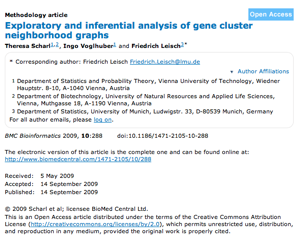 Methodology article
Open Access
Exploratory and inferential analysis of gene cluster
neighborhood graphs
Theresa Scharl1,2, Ingo Voglhuber1 and Friedrich Leisch3*
* Corresponding author: Friedrich Leisch Friedrich.Leisch@lmu.de
Author Affiliations
1 Department of Statistics and Probability Theory, Vienna University of Technology, Wiedner
Hauptstr. 8-10, A-1040 Vienna, Austria
2 Department of Biotechnology, University of Natural Resources and Applied Life Sciences,
Vienna, Muthgasse 18, A-1190 Vienna, Austria
3 Department of Statistics, University of Munich, Ludwigstr. 33, D-80539 Munich, Germany
For all author emails, please log on.
BMC Bioinformatics 2009, 10:288 doi:10.1186/1471-2105-10-288
The electronic version of this article is the complete one and can be found online at:
http://www.biomedcentral.com/1471-2105/10/288
Received: 5 May 2009
Accepted: 14 September 2009
Published: 14 September 2009
© 2009 Scharl et al; licensee BioMed Central Ltd.
This is an Open Access article distributed under the terms of the Creative Commons Attribution
License (http://creativecommons.org/licenses/by/2.0), which permits unrestricted use, distribution,
and reproduction in any medium, provided the original work is properly cited.